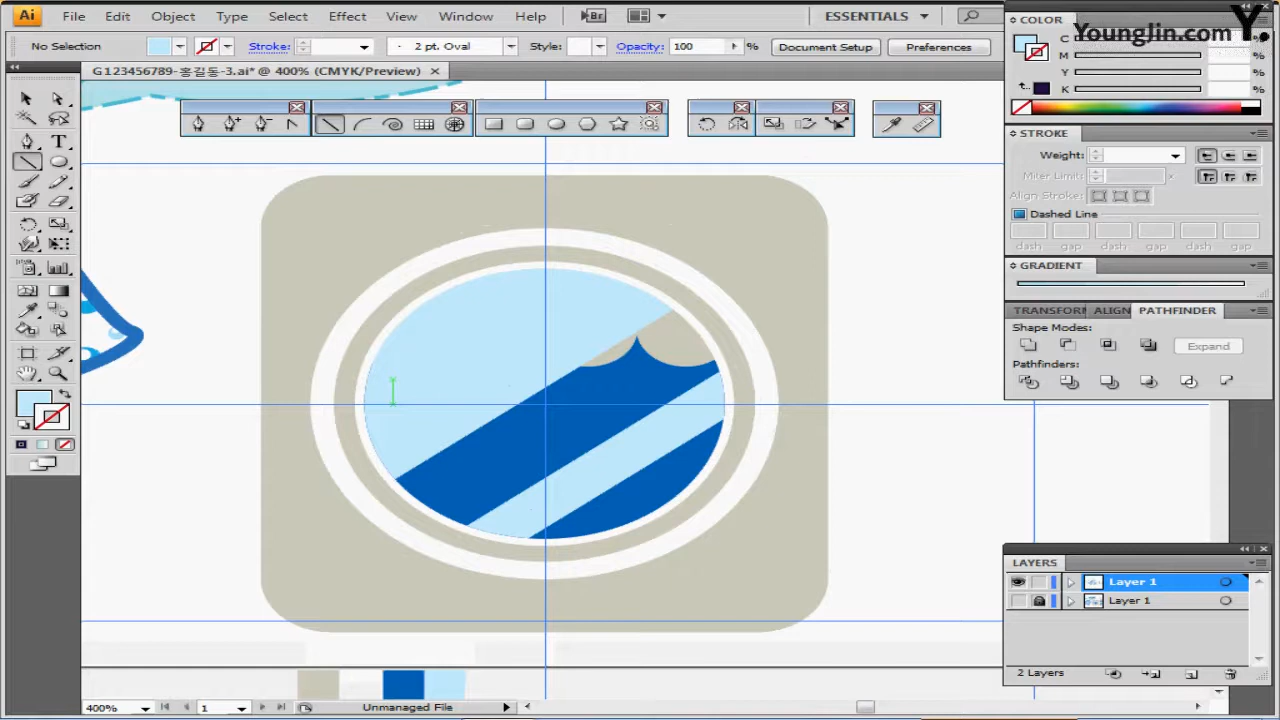 Ai File Edit Object Type Select Effect View Window Help Br ESSENTIALS
YoungJin.com Y.
No Selection Stroke: 2 pt. Oval Style: Opacity: 100 % Document Setup Preferences
G123456789-홍길동-3.ai* @ 400% (CMYK/Preview)
COLOR
C %
M %
Y %
K %
STROKE
Weight:
Miter Limit: x
Align Stroke:
Dashed Line
dash gap dash gap dash gap
GRADIENT
TRANSFORM ALIGN PATHFINDER
Shape Modes:
Expand
Pathfinders:
LAYERS
Layer 1
Layer 1
2 Layers
400% 1 Unmanaged File